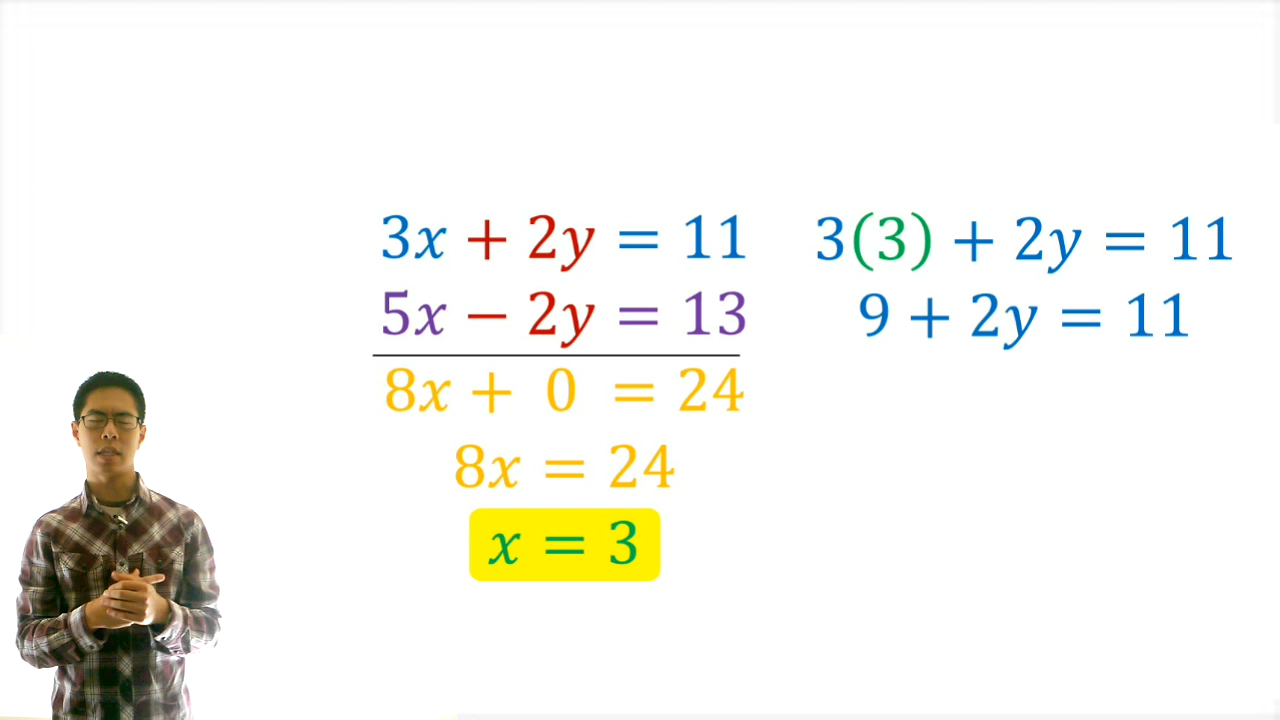 3x + 2y = 11
5x − 2y = 13
8x + 0 = 24
8x = 24
x = 3
3(3) + 2y = 11
9 + 2y = 11